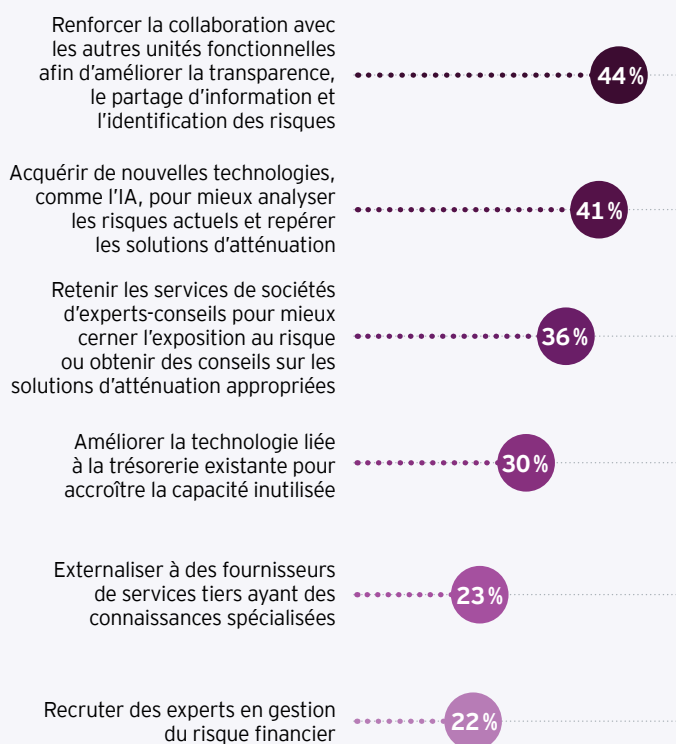 Renforcer la collaboration avec
les autres unités fonctionnelles
afin d'améliorer la transparence,
le partage d'information et
l'identification des risques
44 %
Acquérir de nouvelles technologies,
comme l'IA, pour mieux analyser
les risques actuels et repérer
les solutions d'atténuation
41 %
Retenir les services de sociétés
d'experts-conseils pour mieux
cerner l'exposition au risque
ou obtenir des conseils sur les
solutions d'atténuation appropriées
36 %
Améliorer la technologie liée
à la trésorerie existante pour
accroître la capacité inutilisée
30 %
Externaliser à des fournisseurs
de services tiers ayant des
connaissances spécialisées
23 %
Recruter des experts en gestion
du risque financier
22 %